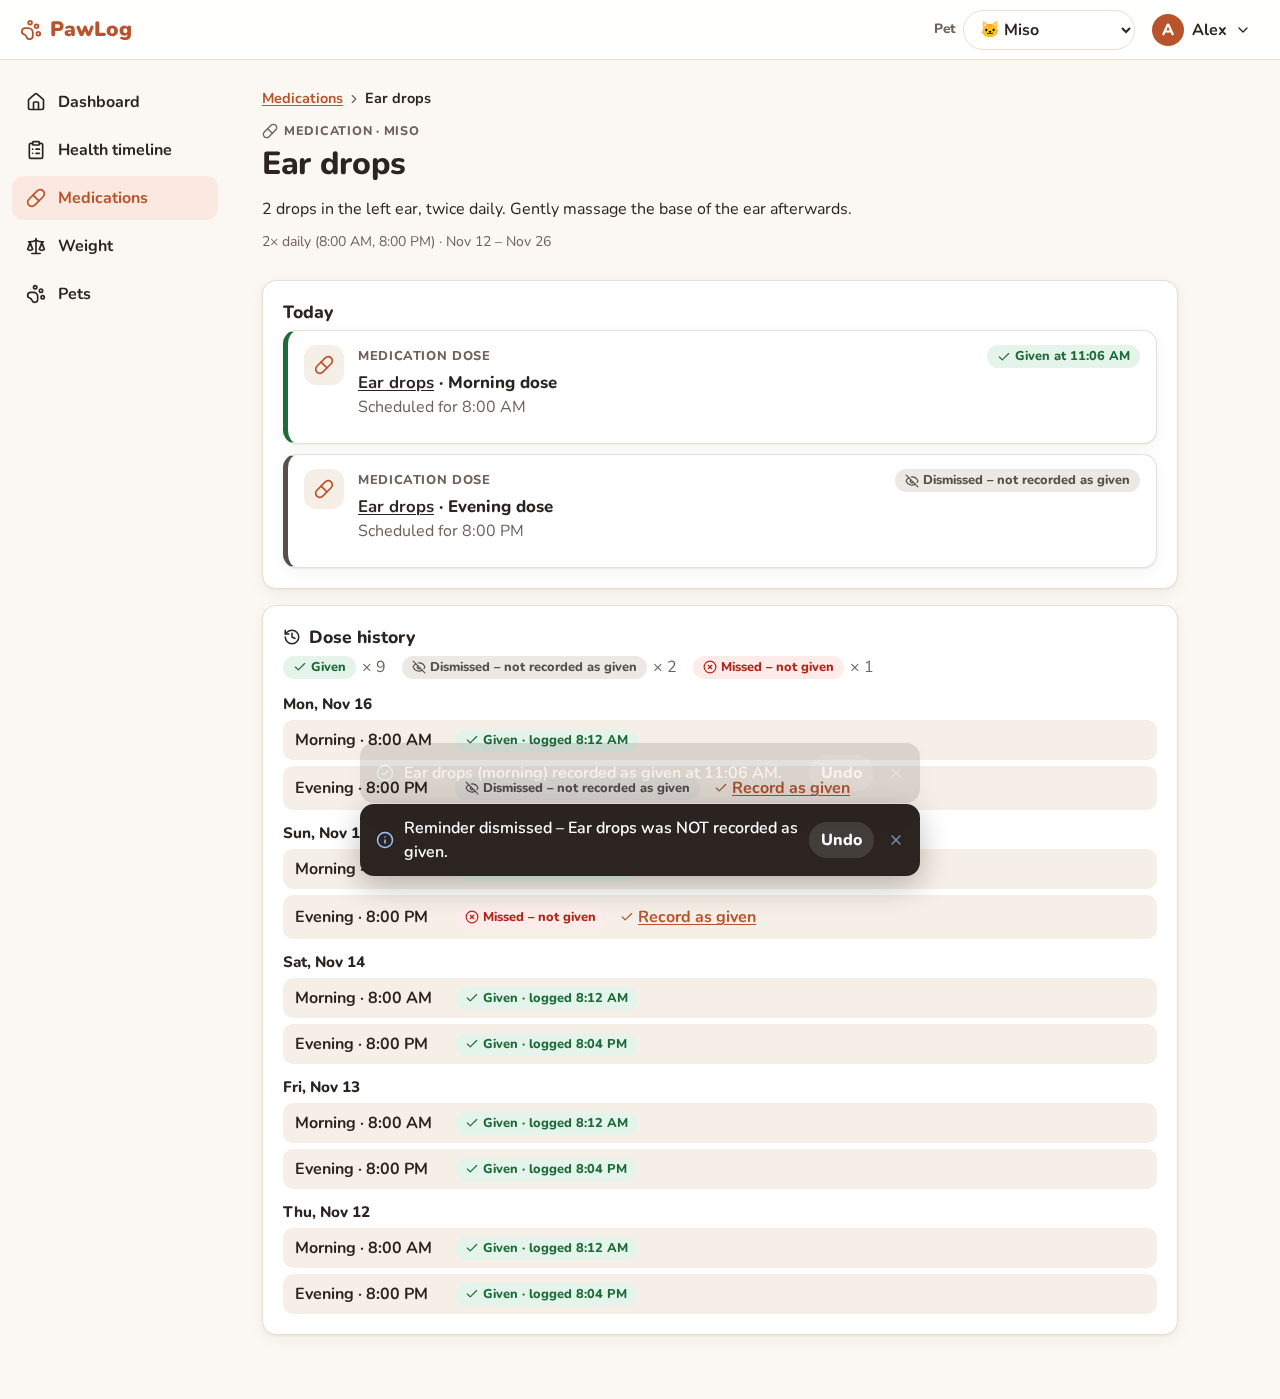 PawLog
Pet
Miso
A
Alex
Dashboard
Health timeline
Medications
Weight
Pets
Medications > Ear drops
MEDICATION · MISO
Ear drops
2 drops in the left ear, twice daily. Gently massage the base of the ear afterwards.
2× daily (8:00 AM, 8:00 PM) · Nov 12 – Nov 26
Today
MEDICATION DOSE
Given at 11:06 AM
Ear drops · Morning dose
Scheduled for 8:00 AM
MEDICATION DOSE
Dismissed – not recorded as given
Ear drops · Evening dose
Scheduled for 8:00 PM
Dose history
Given × 9 Dismissed – not recorded as given × 2 Missed – not given × 1
Mon, Nov 16
Morning · 8:00 AM Given · logged 8:12 AM
Ear drops (morning) recorded as given at 11:06 AM. Undo
Evening · 8:00 PM Dismissed – not recorded as given Record as given
Reminder dismissed – Ear drops was NOT recorded as
given.
Undo
Sun, Nov
Morning
Evening · 8:00 PM Missed – not given Record as given
Sat, Nov 14
Morning · 8:00 AM Given · logged 8:12 AM
Evening · 8:00 PM Given · logged 8:04 PM
Fri, Nov 13
Morning · 8:00 AM Given · logged 8:12 AM
Evening · 8:00 PM Given · logged 8:04 PM
Thu, Nov 12
Morning · 8:00 AM Given · logged 8:12 AM
Evening · 8:00 PM Given · logged 8:04 PM